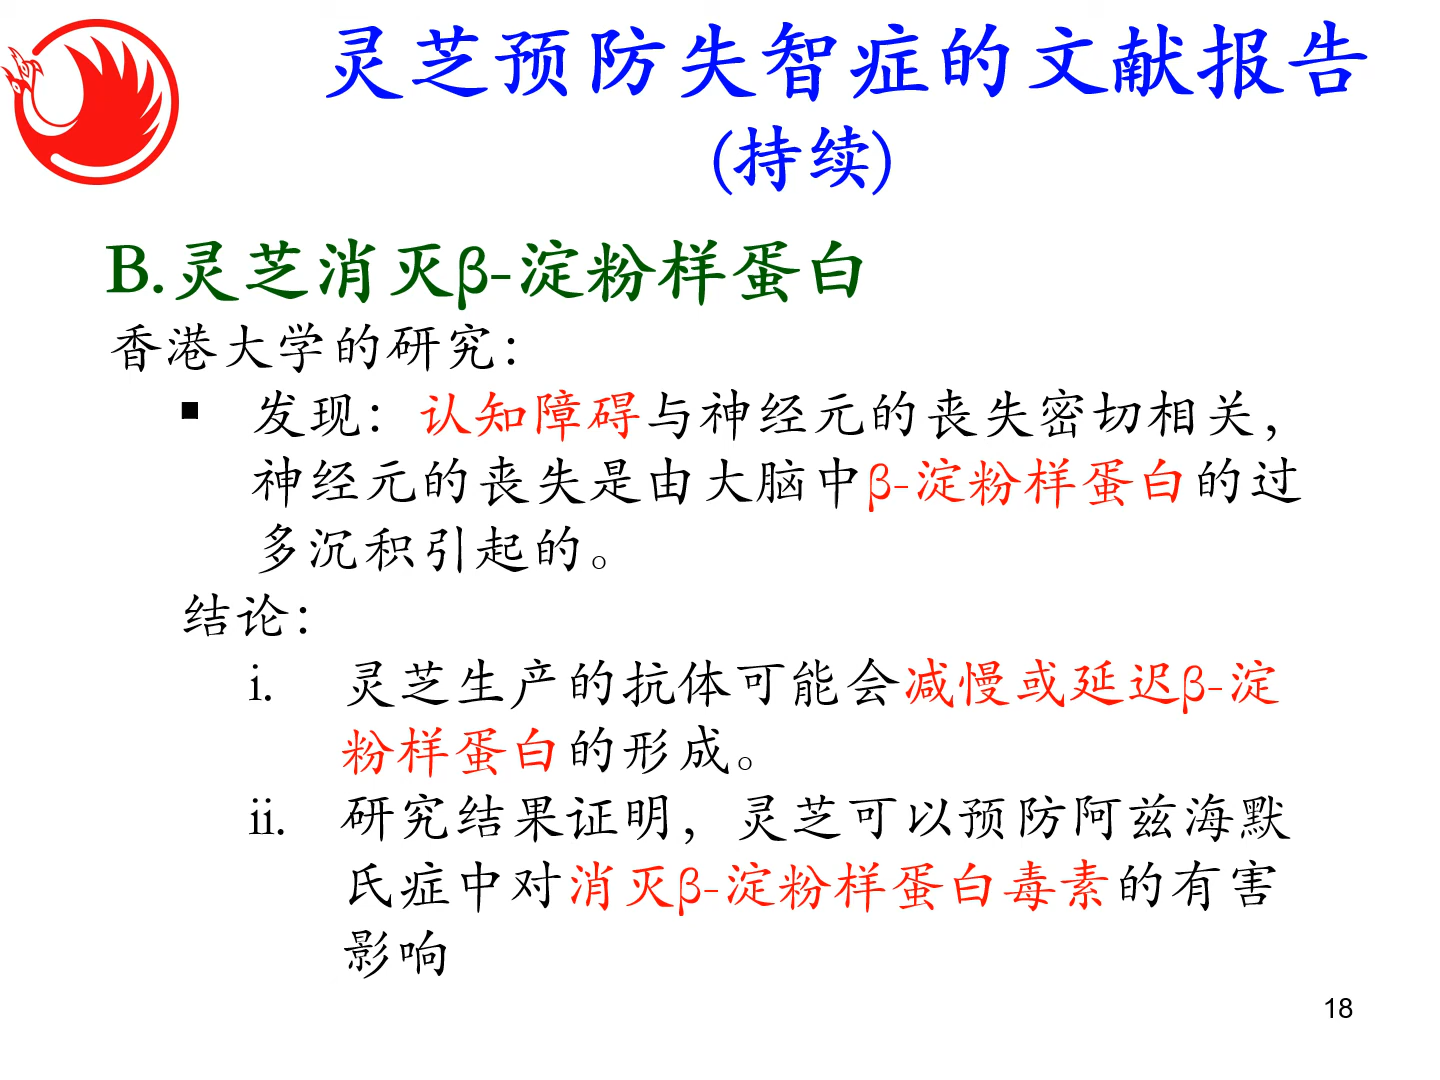 灵芝预防失智症的文献报告
(持续)
B.灵芝消灭β-淀粉样蛋白
香港大学的研究:
▪ 发现: 认知障碍与神经元的丧失密切相关,
神经元的丧失是由大脑中β-淀粉样蛋白的过
多沉积引起的。
结论:
i. 灵芝生产的抗体可能会减慢或延迟β-淀
粉样蛋白的形成。
ii. 研究结果证明, 灵芝可以预防阿兹海默
氏症中对消灭β-淀粉样蛋白毒素的有害
影响
18